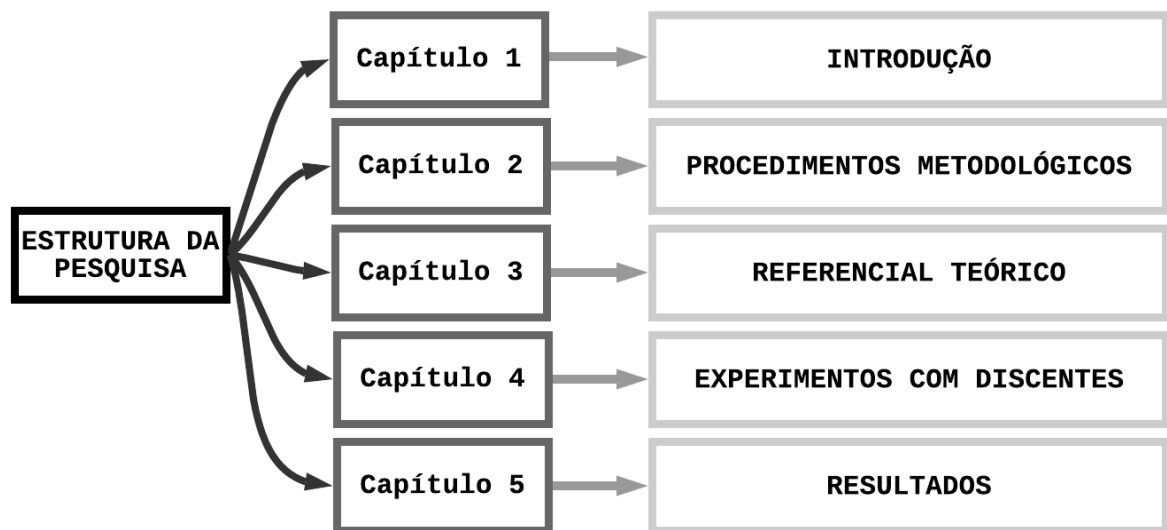 ESTRUTURA DA
PESQUISA
Capítulo 1
INTRODUÇÃO
Capítulo 2
PROCEDIMENTOS METODOLÓGICOS
Capítulo 3
REFERENCIAL TEÓRICO
Capítulo 4
EXPERIMENTOS COM DISCENTES
Capítulo 5
RESULTADOS